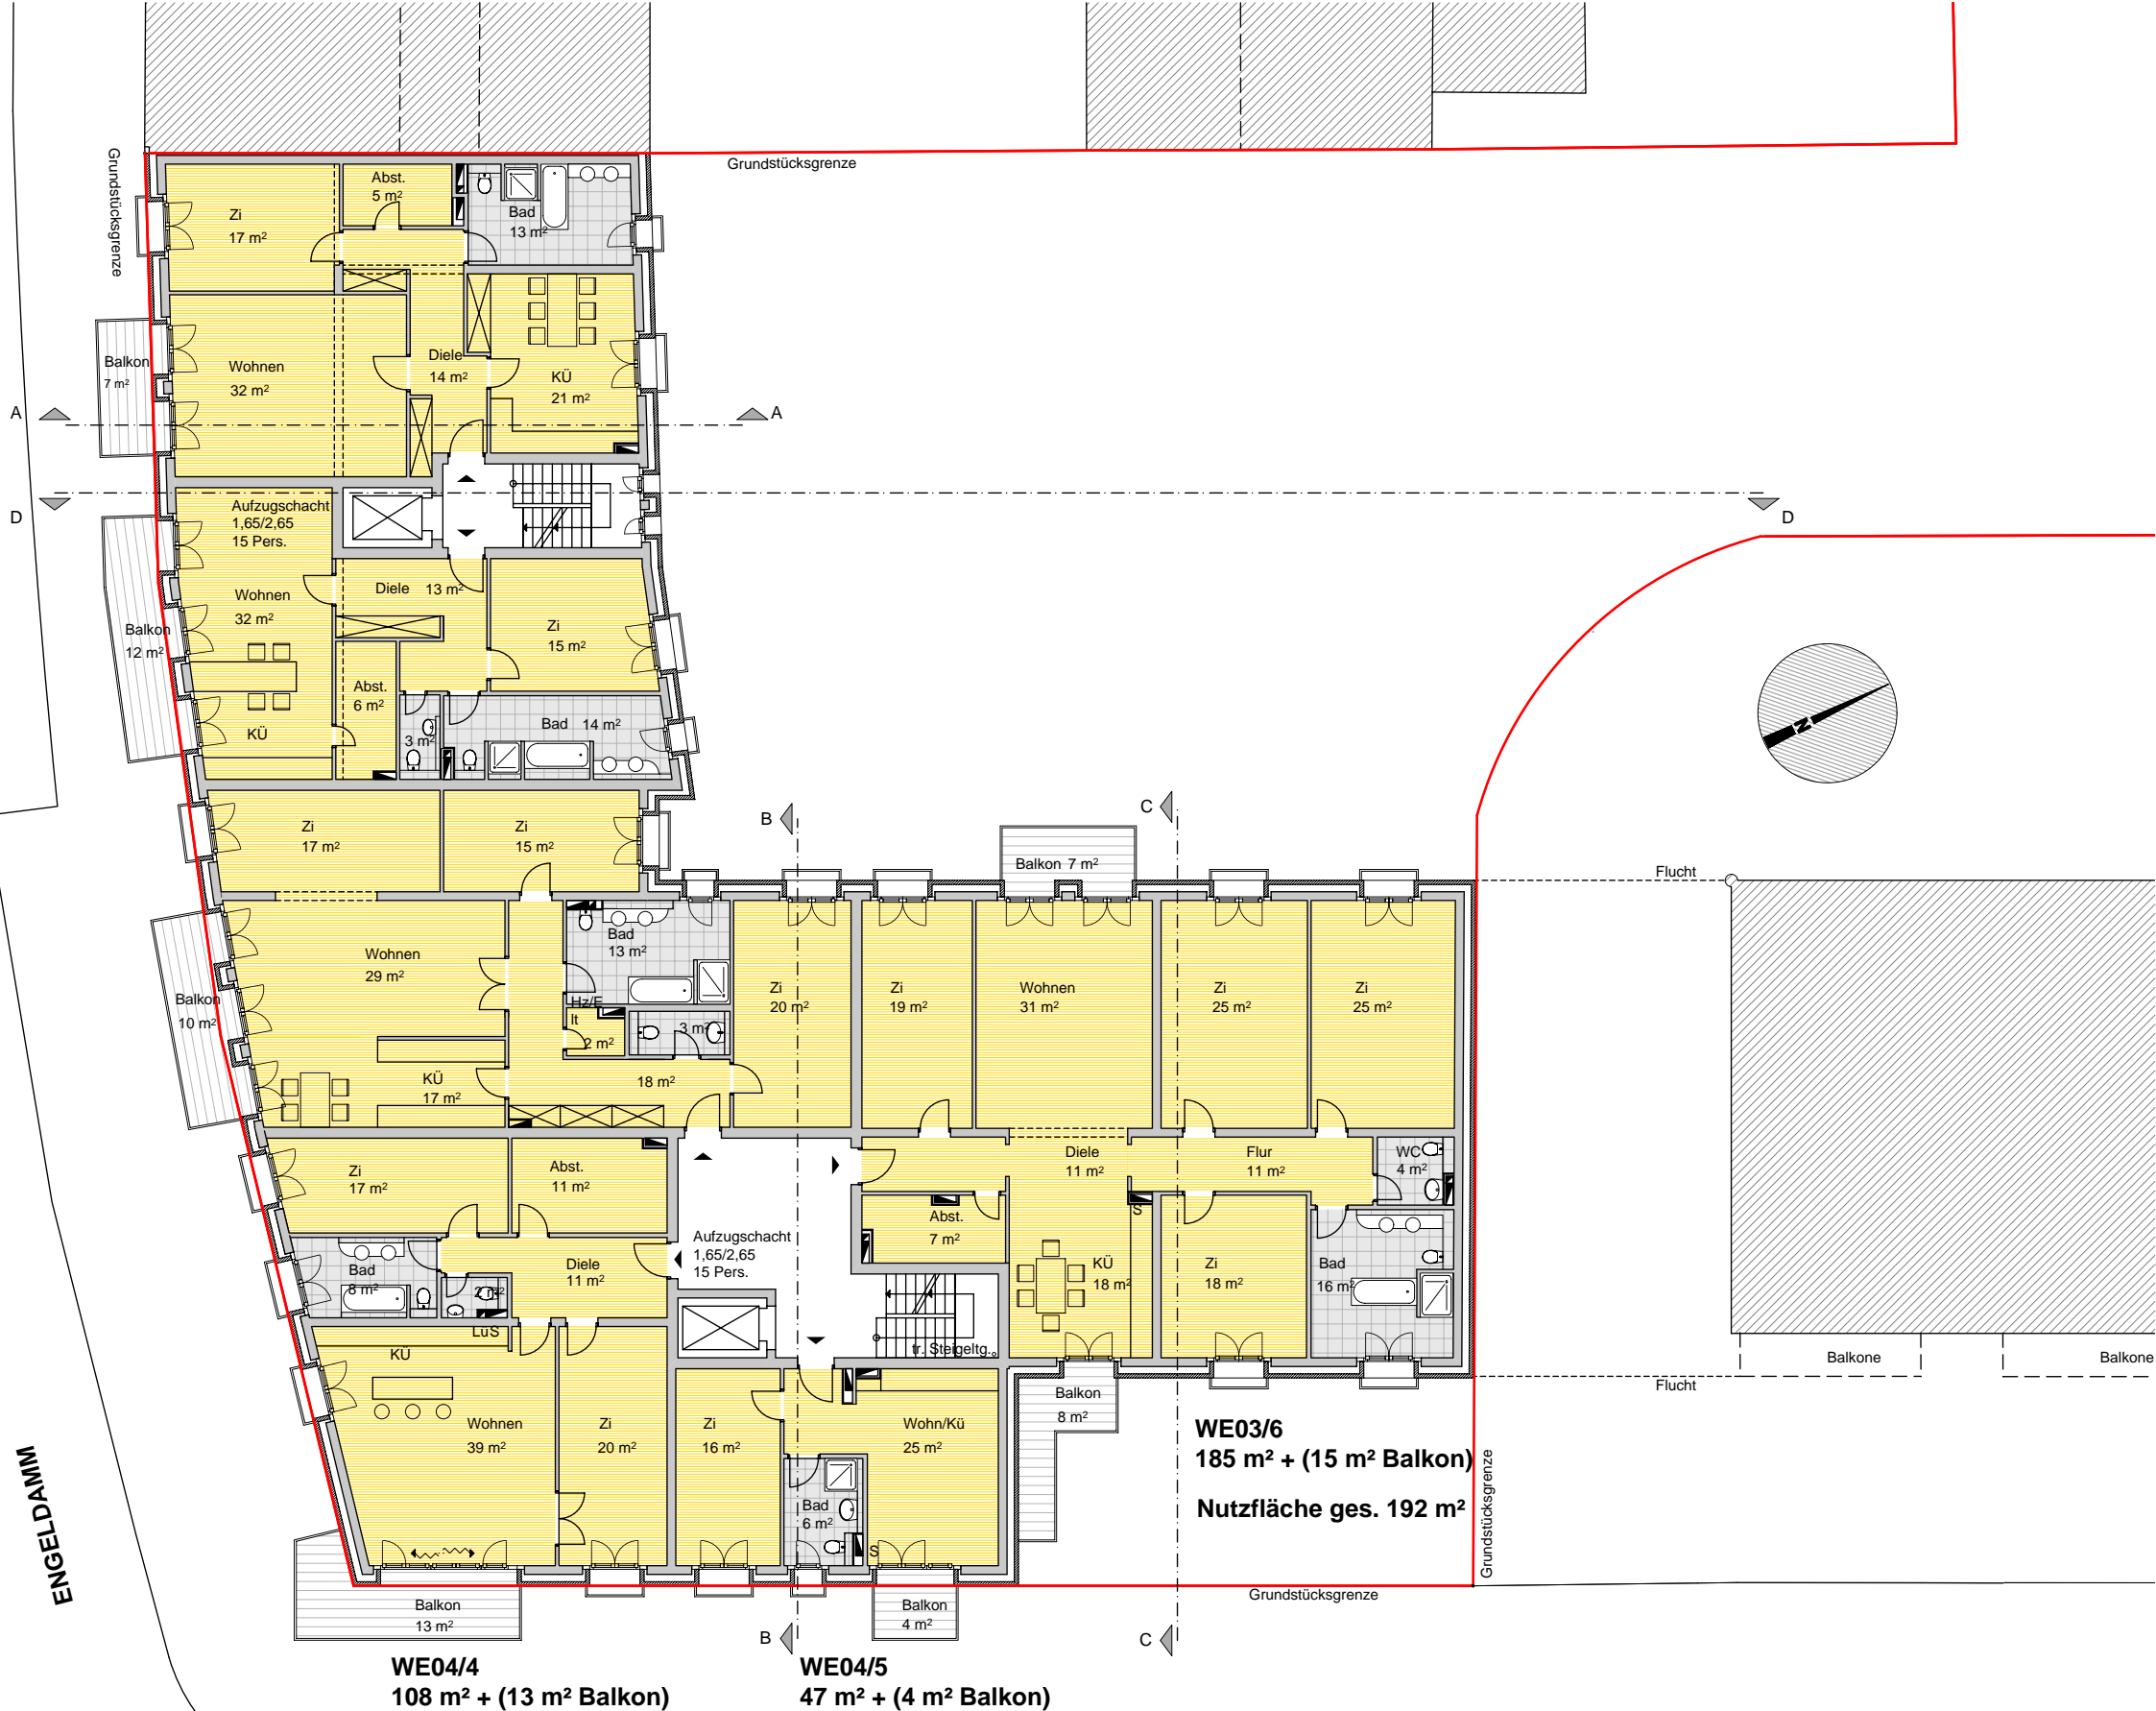 Grundstücksgrenze
Grundstücksgrenze
Abst.
5 m²
Zi
17 m²
Bad
13 m²
Balkon
7 m²
Wohnen
32 m²
Diele
14 m²
KÜ
21 m²
A
A
D
D
Aufzugschacht
1,65/2,65
15 Pers.
Diele 13 m²
Wohnen
32 m²
Balkon
12 m²
Zi
15 m²
Abst.
6 m²
KÜ
3 m²
Bad 14 m²
N
Zi
17 m²
Zi
15 m²
B
C
Balkon 7 m²
Flucht
Wohnen
29 m²
Bad
13 m²
Balkon
10 m²
Hz/E
lt
2 m²
3 m²
Zi
20 m²
Zi
19 m²
Wohnen
31 m²
Zi
25 m²
Zi
25 m²
KÜ
17 m²
18 m²
Zi
17 m²
Abst.
11 m²
Diele
11 m²
Flur
11 m²
WC
4 m²
Abst.
7 m²
S
Aufzugschacht
1,65/2,65
15 Pers.
Bad
8 m²
2 m²
Diele
11 m²
KÜ
18 m²
Zi
18 m²
Bad
16 m²
LuS
KÜ
tr. Steigeltg.
Balkone
Balkone
Flucht
Wohnen
39 m²
Zi
20 m²
Zi
16 m²
Wohn/Kü
25 m²
Balkon
8 m²
Bad
6 m²
S
WE03/6
185 m² + (15 m² Balkon)
Nutzfläche ges. 192 m²
Grundstücksgrenze
Grundstücksgrenze
ENGELDAMM
Balkon
13 m²
Balkon
4 m²
B
C
WE04/4
108 m² + (13 m² Balkon)
WE04/5
47 m² + (4 m² Balkon)